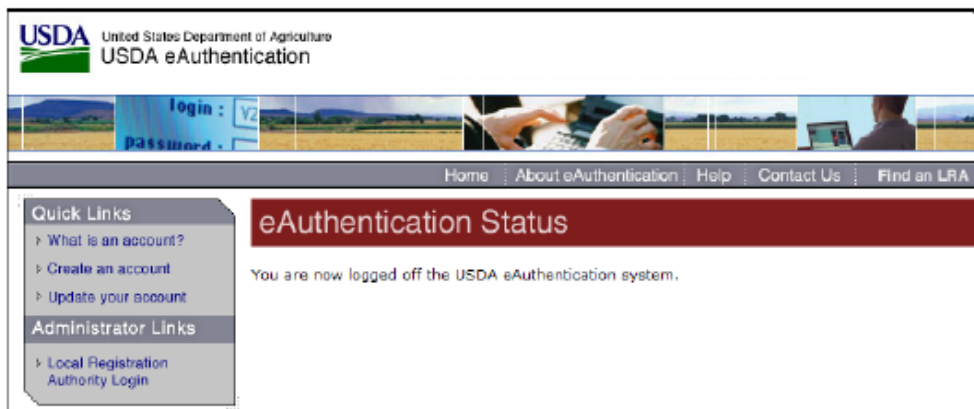 USDA United States Department of Agriculture
USDA eAuthentication
login :
password :
Home About eAuthentication Help Contact Us Find an LRA
Quick Links
What is an account?
Create an account
Update your account
Administrator Links
Local Registration
Authority Login
eAuthentication Status
You are now logged off the USDA eAuthentication system.